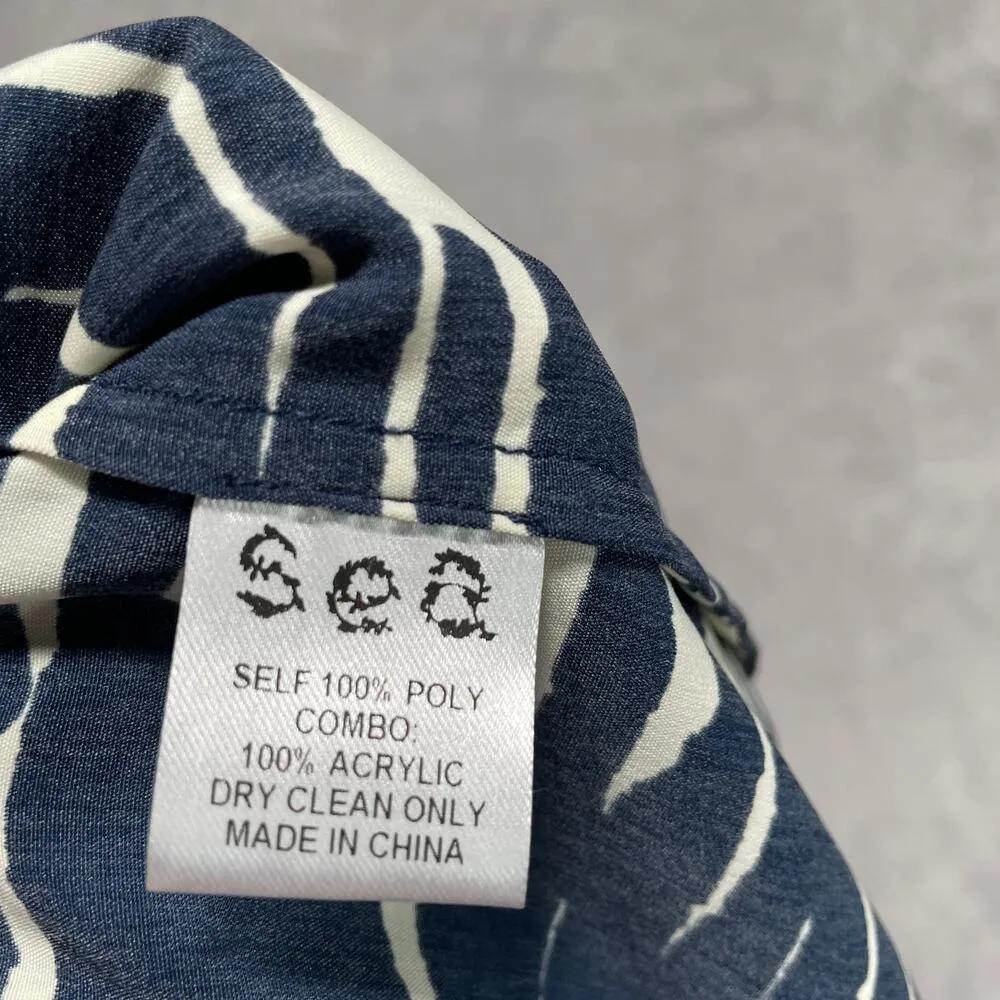 Sea
SELF 100% POLY
COMBO:
100% ACRYLIC
DRY CLEAN ONLY
MADE IN CHINA